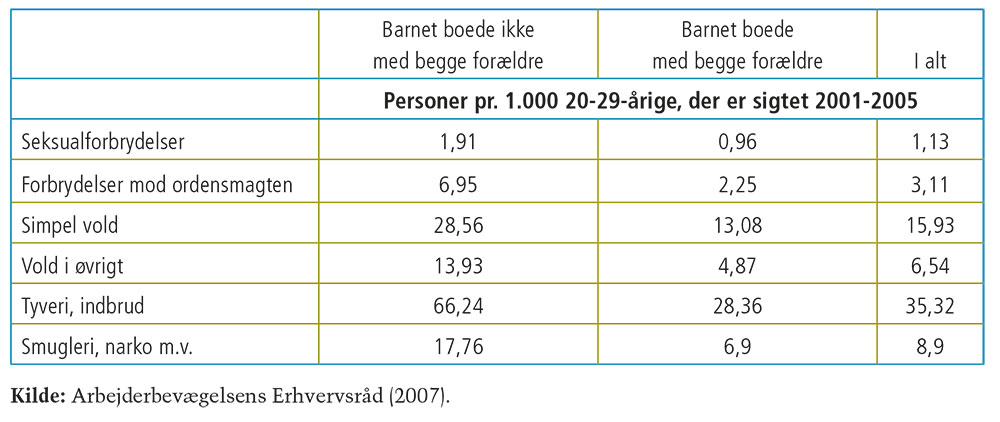 Barnet boede ikke med begge forældre Barnet boede med begge forældre I alt
Personer pr. 1.000 20-29-årige, der er sigtet 2001-2005
Seksualforbrydelser 1,91 0,96 1,13
Forbrydelser mod ordensmagten 6,95 2,25 3,11
Simpel vold 28,56 13,08 15,93
Vold i øvrigt 13,93 4,87 6,54
Tyveri, indbrud 66,24 28,36 35,32
Smugleri, narko m.v. 17,76 6,9 8,9
Kilde: Arbejderbevægelsens Erhvervsråd (2007).